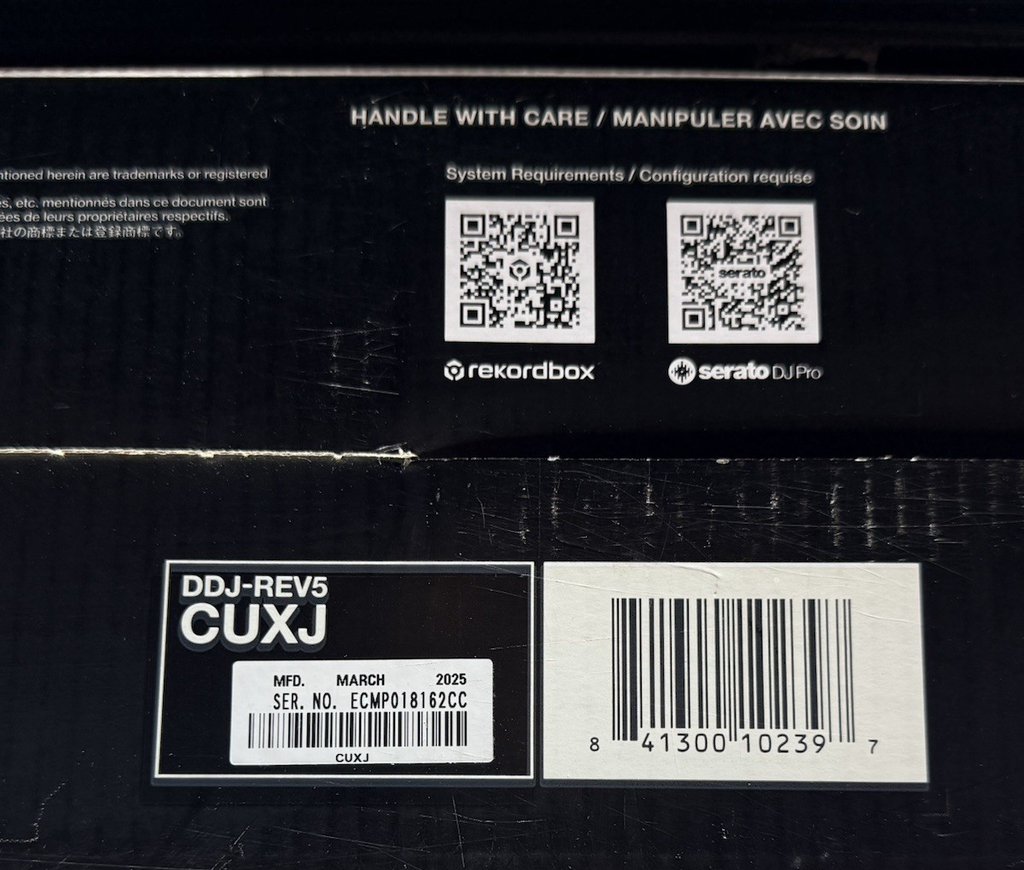 HANDLE WITH CARE / MANIPULER AVEC SOIN
ntioned herein are trademarks or registered
s, etc. mentionnés dans ce document sont
ées de leurs propriétaires respectifs.
社の商標または登録商標です。
System Requirements / Configuration requise
serato
rekordbox
serato DJ Pro
DDJ-REV5
CUXJ
MFD. MARCH 2025
SER. NO. ECMP018162CC
CUXJ
8 41300 10239 7